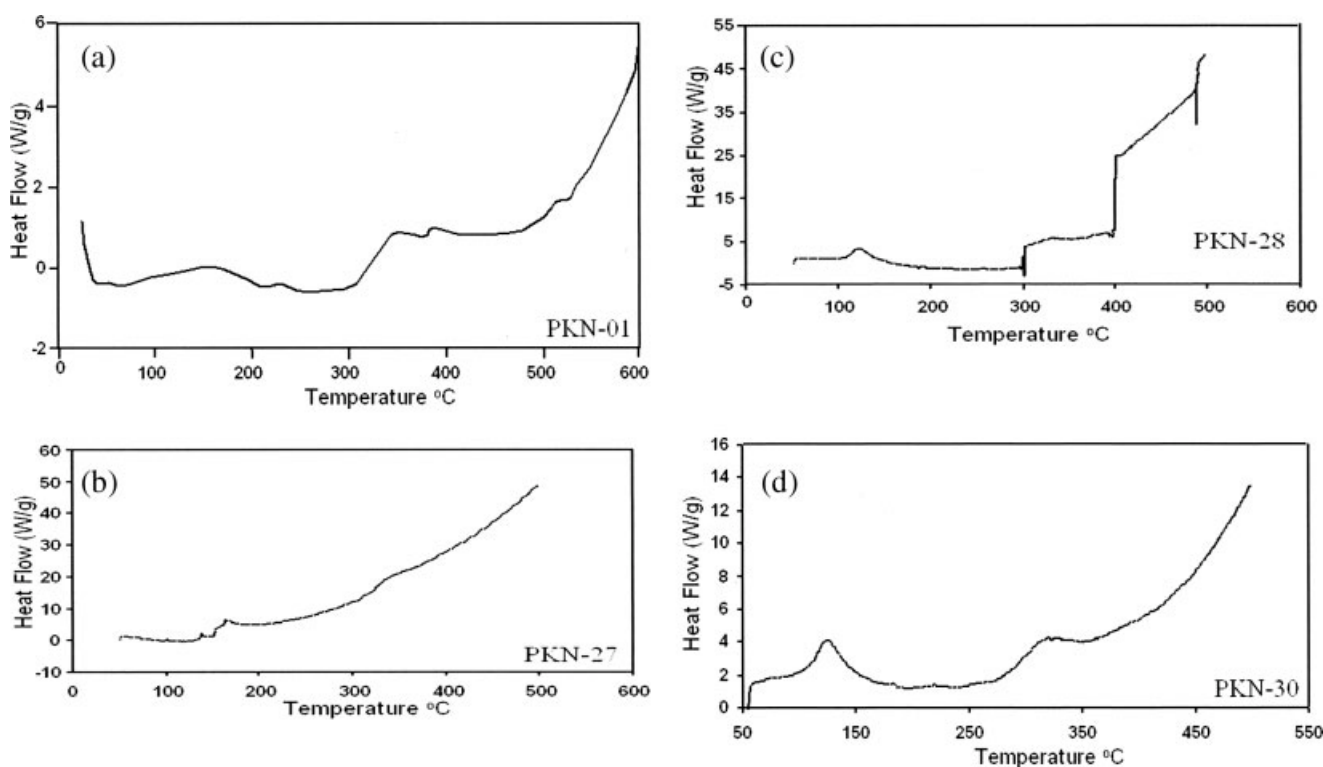 (a)
Heat Flow (W/g)
6
4
2
0
-2
0 100 200 300 400 500 600
Temperature °C
PKN-01
(c)
Heat Flow (W/g)
55
45
35
25
15
5
-5
0 100 200 300 400 500 600
Temperature °C
PKN-28
(b)
Heat Flow (W/g)
60
50
40
30
20
10
0
-10
0 100 200 300 400 500 600
Temperature °C
PKN-27
(d)
Heat Flow (W/g)
16
14
12
10
8
6
4
2
0
50 150 250 350 450 550
Temperature °C
PKN-30